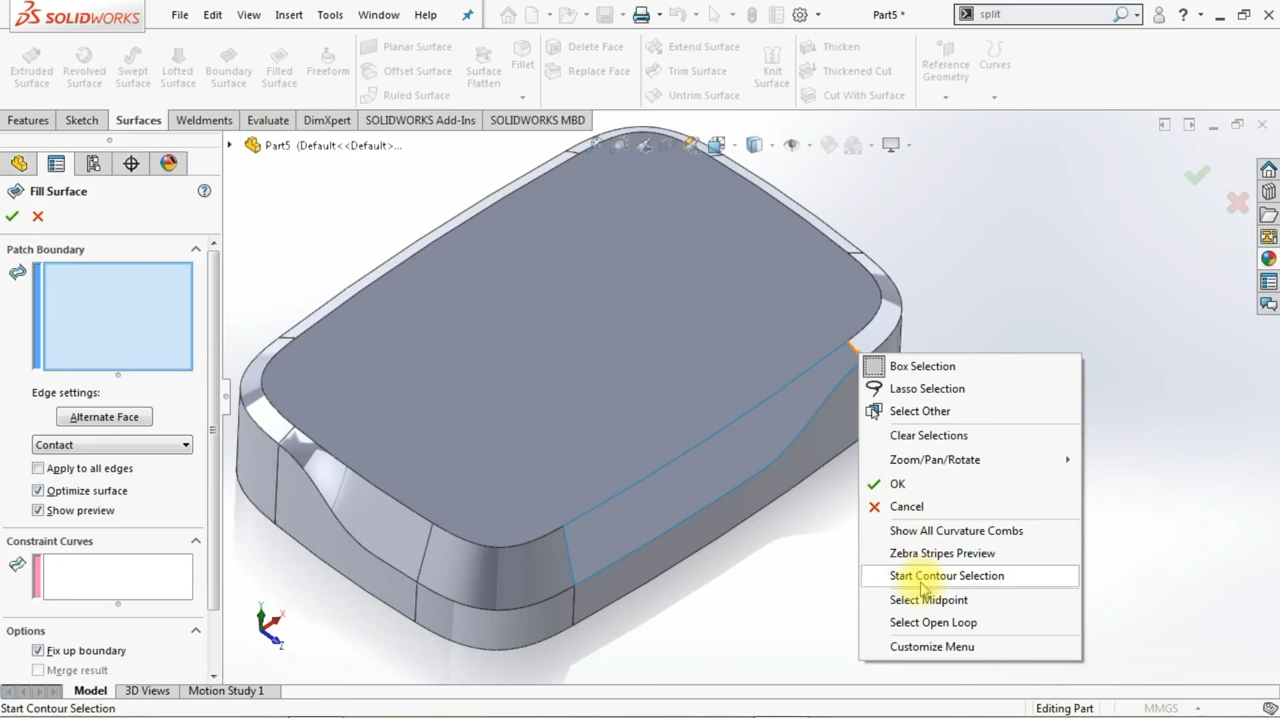 SOLIDWORKS
File Edit View Insert Tools Window Help
Part5 *
split
Extruded Surface
Revolved Surface
Swept Surface
Lofted Surface
Boundary Surface
Filled Surface
Freeform
Planar Surface
Offset Surface
Ruled Surface
Surface Flatten
Fillet
Delete Face
Replace Face
Extend Surface
Trim Surface
Untrim Surface
Knit Surface
Thicken
Thickened Cut
Cut With Surface
Reference Geometry
Curves
Features Sketch Surfaces Weldments Evaluate DimXpert SOLIDWORKS Add-Ins SOLIDWORKS MBD
Part5 (Default<<Default>...
Fill Surface
Patch Boundary
Edge settings:
Alternate Face
Contact
Apply to all edges
Optimize surface
Show preview
Constraint Curves
Options
Fix up boundary
Merge result
Box Selection
Lasso Selection
Select Other
Clear Selections
Zoom/Pan/Rotate
OK
Cancel
Show All Curvature Combs
Zebra Stripes Preview
Start Contour Selection
Select Midpoint
Select Open Loop
Customize Menu
Y
X
Z
Model 3D Views Motion Study 1
Start Contour Selection
Editing Part
MMGS